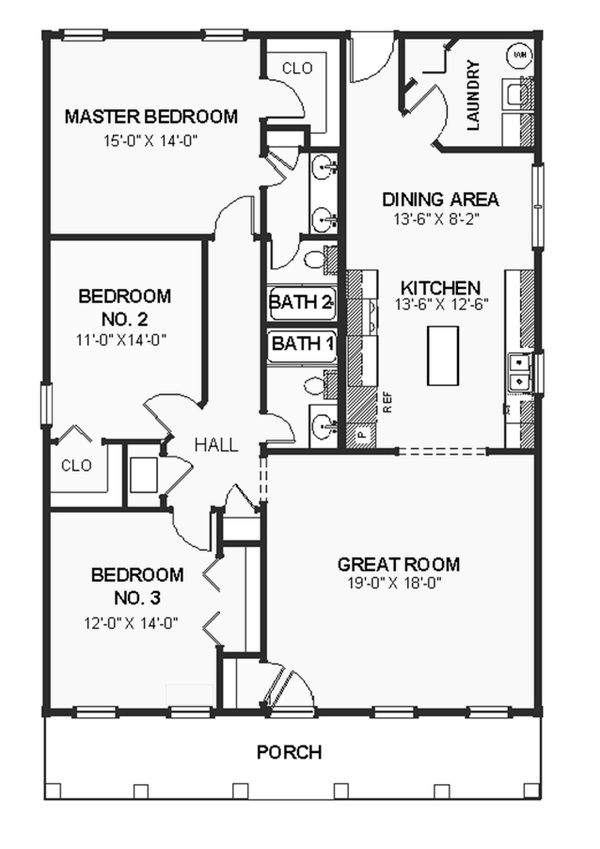 CLO
WH
LAUNDRY
MASTER BEDROOM
15'-0" X 14'-0"
DINING AREA
13'-6" X 8'-2"
KITCHEN
13'-6" X 12'-6"
BEDROOM
NO. 2
11'-0" X14'-0"
BATH 2
BATH 1
REF
P
HALL
CLO
GREAT ROOM
19'-0" X 18'-0"
BEDROOM
NO. 3
12'-0" X 14'-0"
PORCH